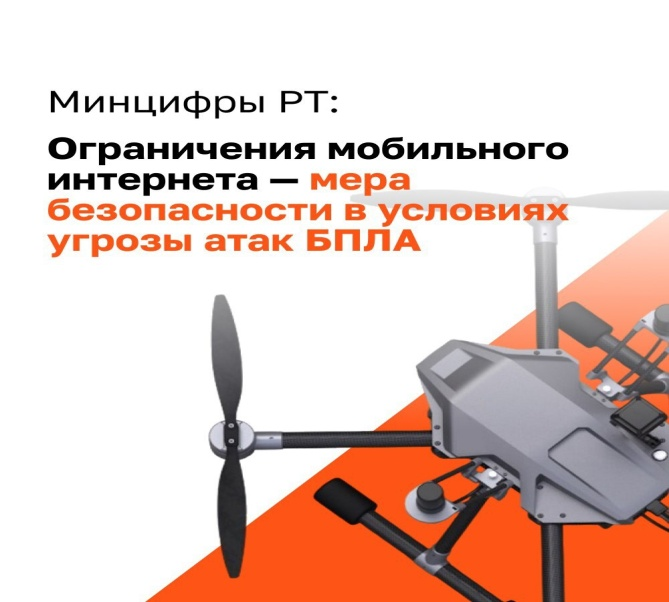 Минцифры РТ:
Ограничения мобильного
интернета — мера
безопасности в условиях
угрозы атак БПЛА